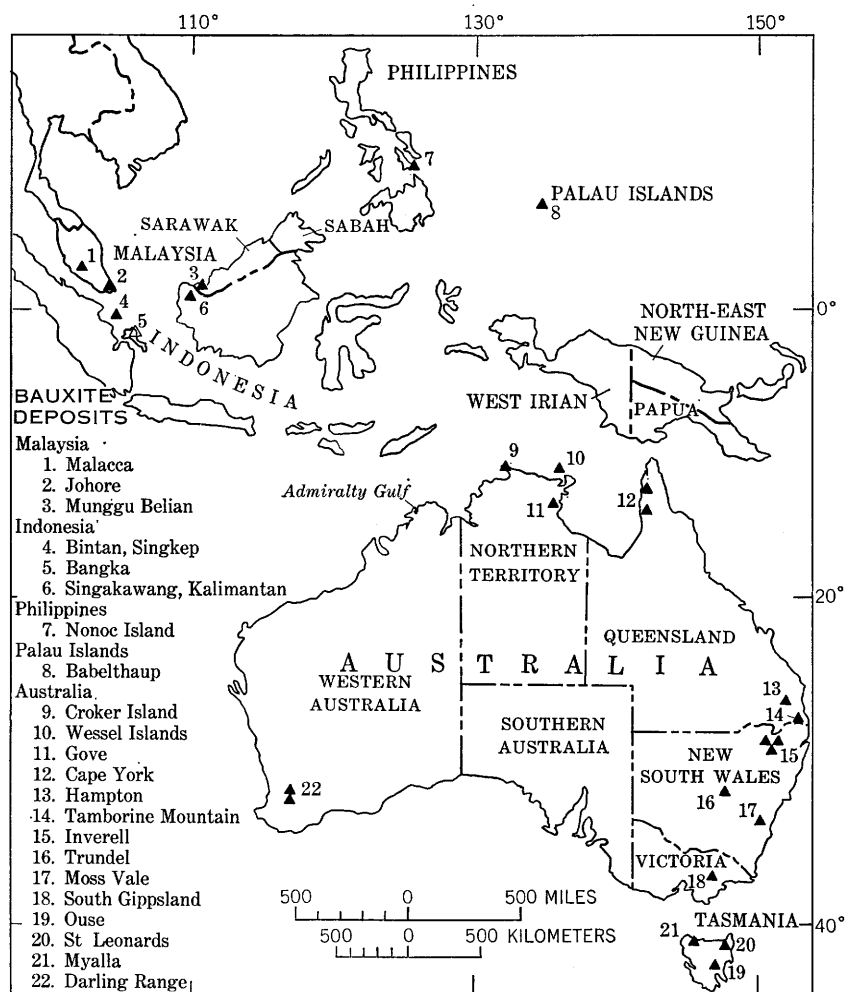 110°
130°
150°
PHILIPPINES
7
PALAU ISLANDS
8
SARAWAK
SABAH
MALAYSIA
1
2
3
4
6
5
0°
INDONESIA
NORTH-EAST
NEW GUINEA
WEST IRIAN
PAPUA
9
10
Admiralty Gulf
11
12
NORTHERN
TERRITORY
20°
QUEENSLAND
AUSTRALIA
WESTERN
AUSTRALIA
13
14
SOUTHERN
AUSTRALIA
NEW
SOUTH WALES
15
16
17
22
VICTORIA
18
500 0 500 MILES
500 0 500 KILOMETERS
TASMANIA
40°
21
20
19
BAUXITE
DEPOSITS
Malaysia
1. Malacca
2. Johore
3. Munggu Belian
Indonesia
4. Bintan, Singkep
5. Bangka
6. Singakawang, Kalimantan
Philippines
7. Nonoc Island
Palau Islands
8. Babelthaup
Australia
9. Croker Island
10. Wessel Islands
11. Gove
12. Cape York
13. Hampton
14. Tamborine Mountain
15. Inverell
16. Trundel
17. Moss Vale
18. South Gippsland
19. Ouse
20. St Leonards
21. Myalla
22. Darling Range